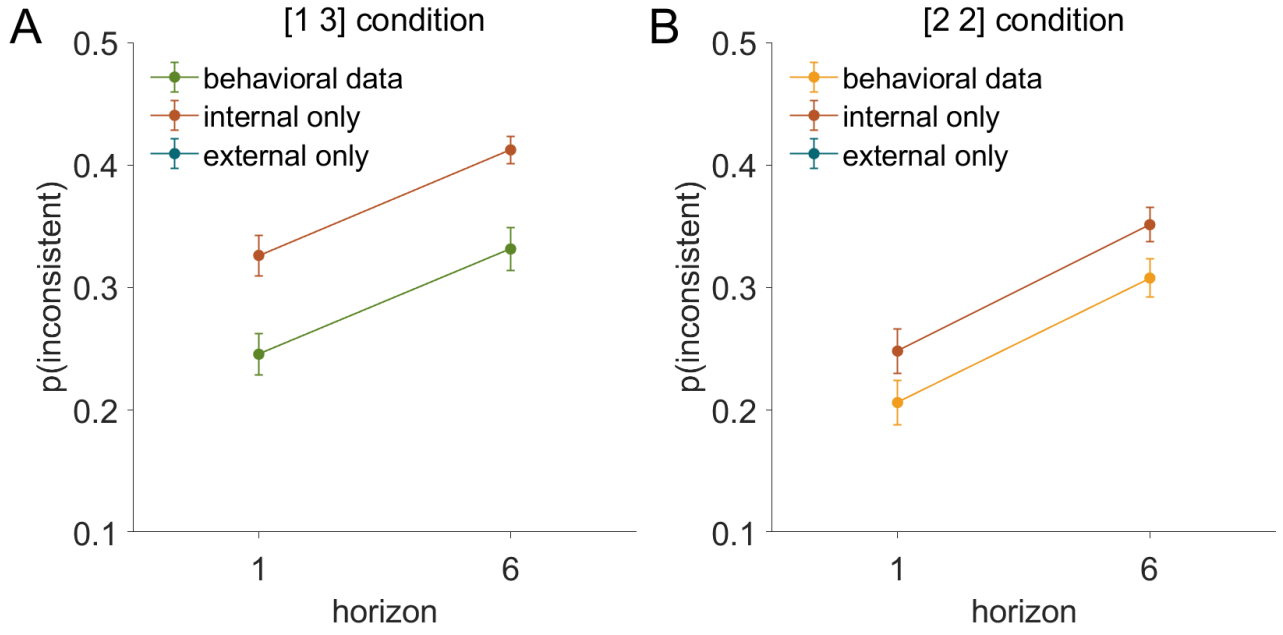 A
[1 3] condition
0.5
0.4
0.3
0.2
0.1
p(inconsistent)
behavioral data
internal only
external only
1
6
horizon
B
[2 2] condition
0.5
0.4
0.3
0.2
0.1
p(inconsistent)
behavioral data
internal only
external only
1
6
horizon